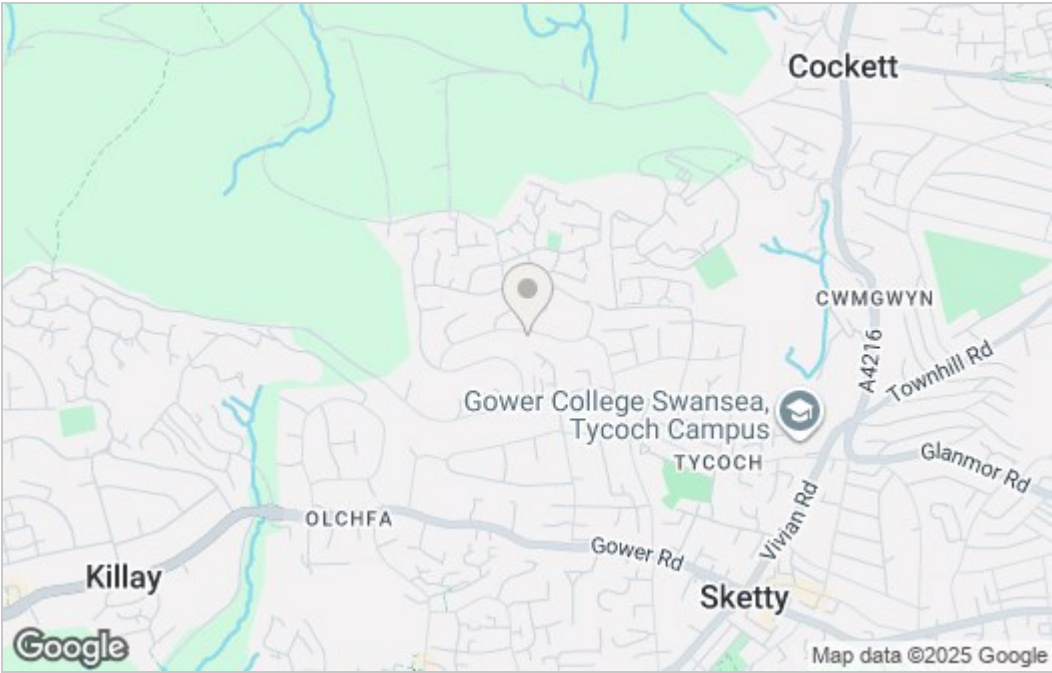 Cockett
CWMGWYN
A4216
Townhill Rd
Gower College Swansea,
Tycoch Campus
TYCOCH
Glanmor Rd
OLCHFA
Vivian Rd
Gower Rd
Killay
Sketty
Google
Map data ©2025 Google